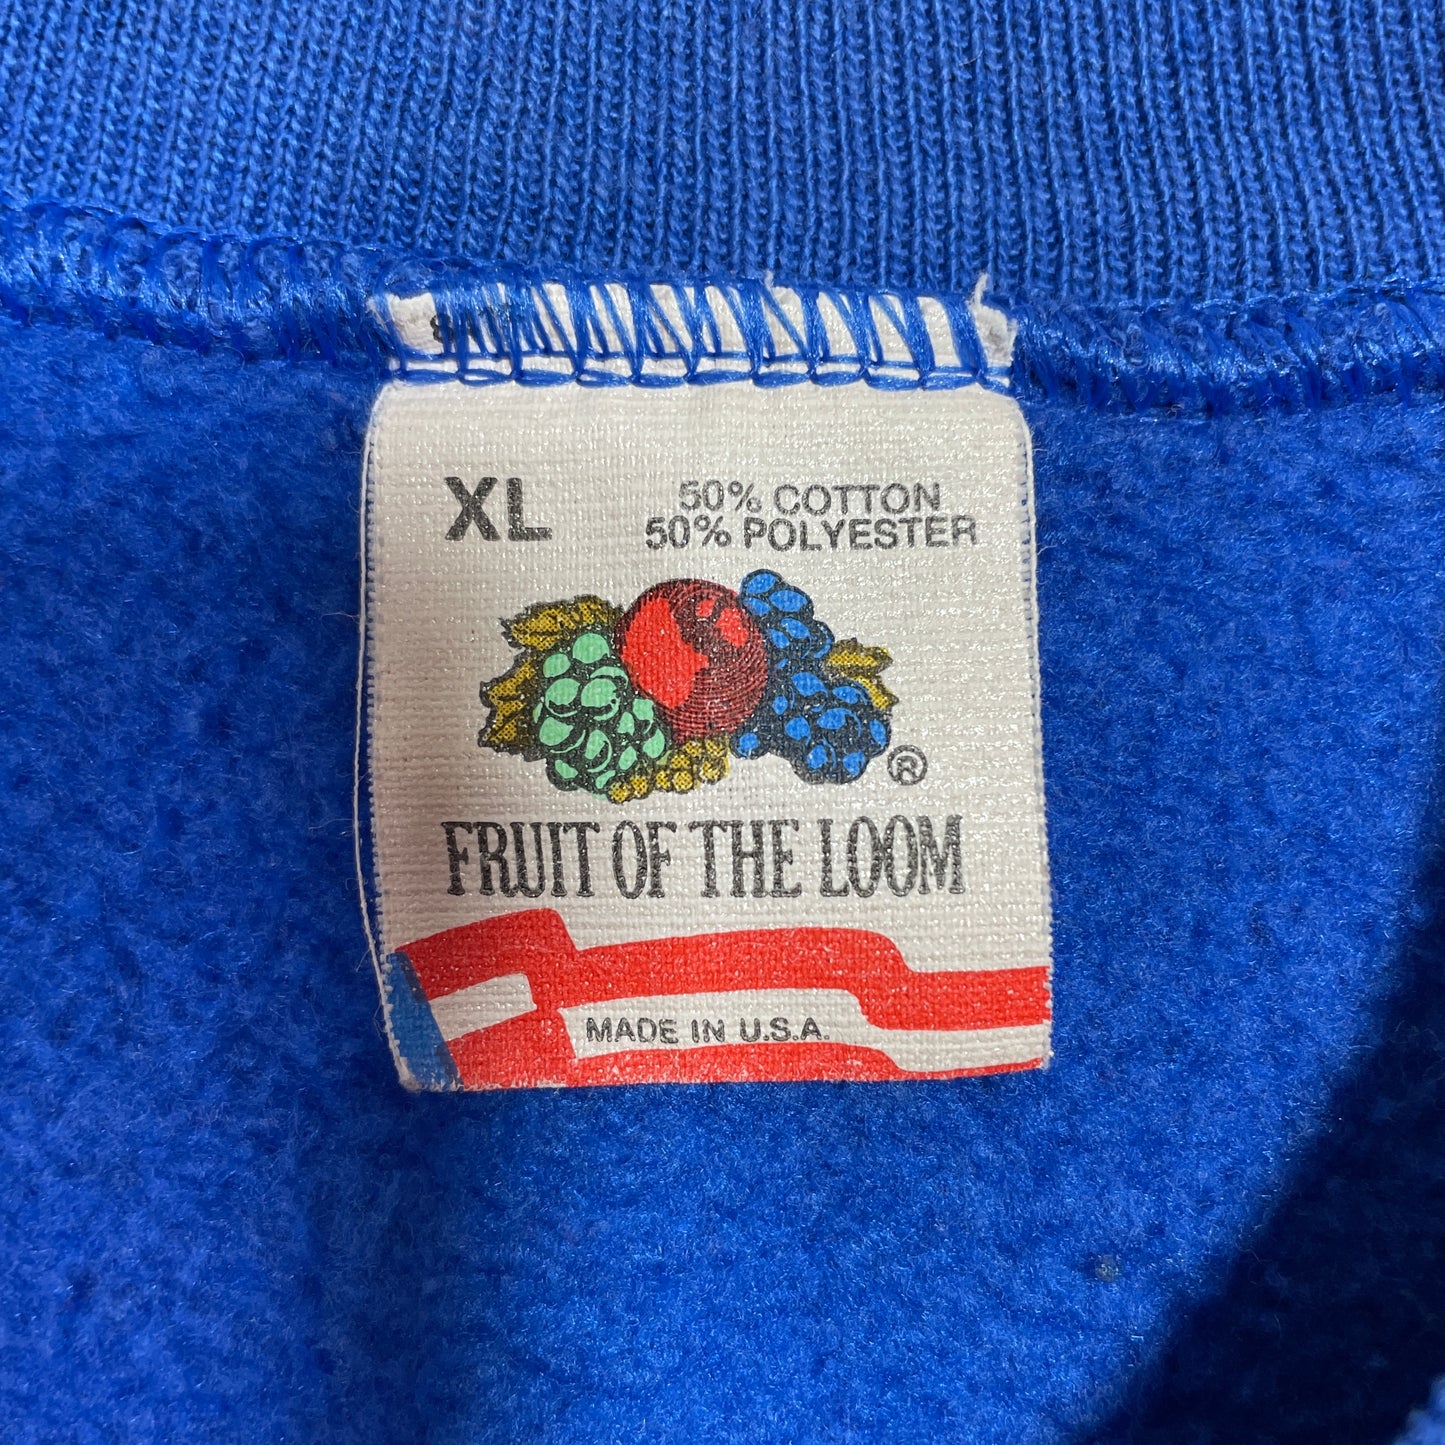 XL
50% COTTON
50% POLYESTER
®
FRUIT OF THE LOOM
MADE IN U.S.A.